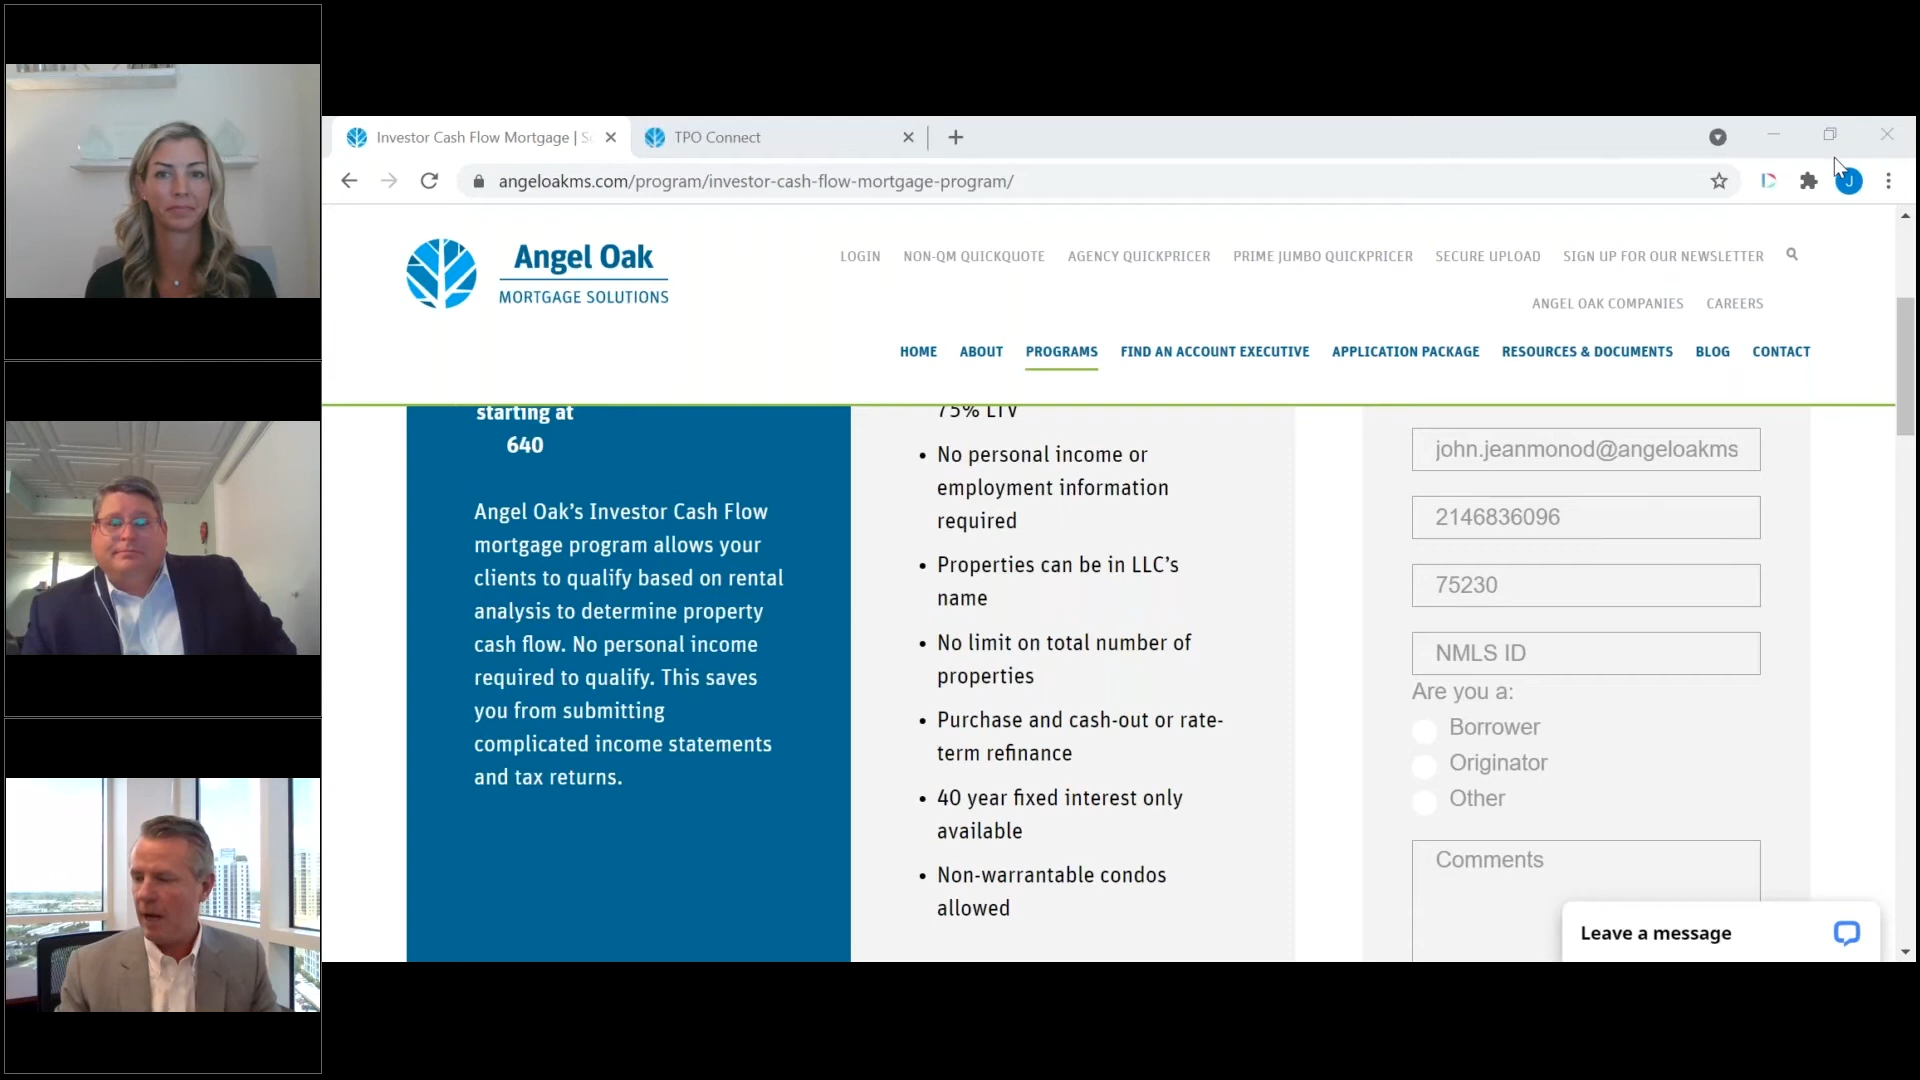 Investor Cash Flow Mortgage | S
TPO Connect
angeloakms.com/program/investor-cash-flow-mortgage-program/
J
Angel Oak
MORTGAGE SOLUTIONS
LOGIN NON-QM QUICKQUOTE AGENCY QUICKPRICER PRIME JUMBO QUICKPRICER SECURE UPLOAD SIGN UP FOR OUR NEWSLETTER
ANGEL OAK COMPANIES CAREERS
HOME ABOUT PROGRAMS FIND AN ACCOUNT EXECUTIVE APPLICATION PACKAGE RESOURCES & DOCUMENTS BLOG CONTACT
starting at
640
Angel Oak’s Investor Cash Flow
mortgage program allows your
clients to qualify based on rental
analysis to determine property
cash flow. No personal income
required to qualify. This saves
you from submitting
complicated income statements
and tax returns.
75% LTV
• No personal income or
employment information
required
• Properties can be in LLC’s
name
• No limit on total number of
properties
• Purchase and cash-out or rate-
term refinance
• 40 year fixed interest only
available
• Non-warrantable condos
allowed
john.jeanmonod@angeloakms
2146836096
75230
NMLS ID
Are you a:
Borrower
Originator
Other
Comments
Leave a message